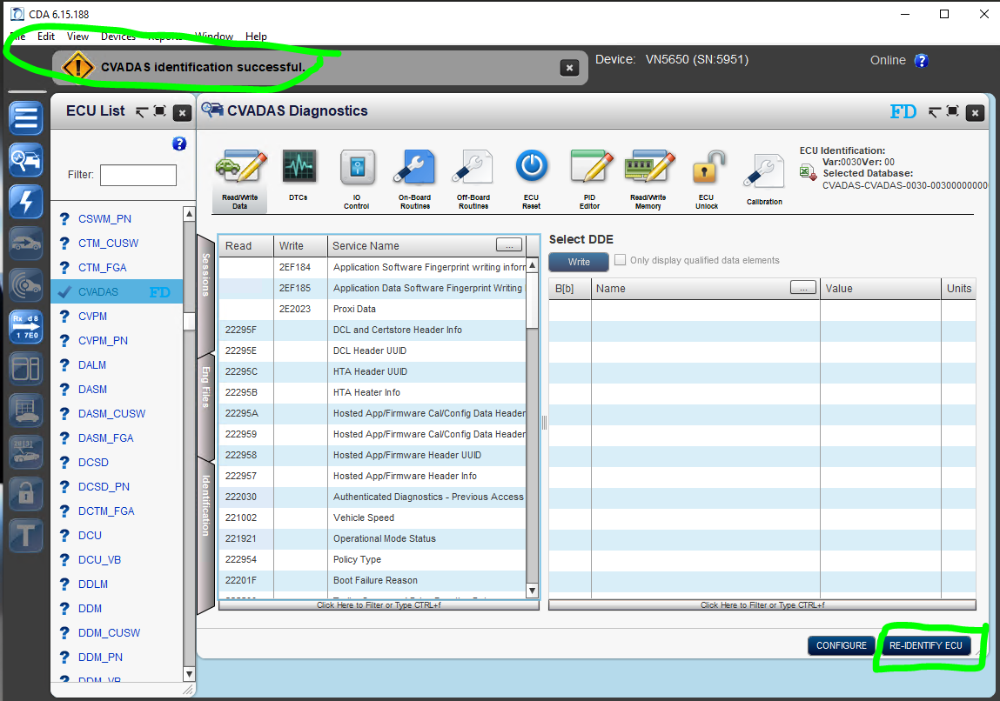 CDA 6.15.188
File Edit View Devices Reports Window Help
CVADAS identification successful.
Device: VN5650 (SN:5951)
Online
ECU List
Filter:
CSWM_PN
CTM_CUSW
CTM_FGA
CVADAS FD
CVPM
CVPM_PN
DALM
DASM
DASM_CUSW
DASM_FGA
DCSD
DCSD_PN
DCTM_FGA
DCU
DCU_VB
DDLM
DDM
DDM_CUSW
DDM_PN
DDM_VB
Rx d8
1 7E0
T
CVADAS Diagnostics
FD
Read/Write Data
DTCs
IO Control
On-Board Routines
Off-Board Routines
ECU Reset
PID Editor
Read/Write Memory
ECU Unlock
Calibration
ECU Identification:
Var:0030Ver: 00
Selected Database:
CVADAS-CVADAS-0030-00300000000
Sessions
Eng Files
Identification
Read Write Service Name ...
2EF184 Application Software Fingerprint writing inform
2EF185 Application Data Software Fingerprint Writing
2E2023 Proxi Data
22295F DCL and Certstore Header Info
22295E DCL Header UUID
22295C HTA Header UUID
22295B HTA Heater Info
22295A Hosted App/Firmware Cal/Config Data Header
222959 Hosted App/Firmware Cal/Config Data Header
222958 Hosted App/Firmware Header UUID
222957 Hosted App/Firmware Header Info
222030 Authenticated Diagnostics - Previous Access
221002 Vehicle Speed
221921 Operational Mode Status
222954 Policy Type
22201F Boot Failure Reason
Click Here to Filter or Type CTRL+f
Select DDE
Write
Only display qualified data elements
B[b] Name ... Value Units
Click Here to Filter or Type CTRL+f
CONFIGURE
RE-IDENTIFY ECU